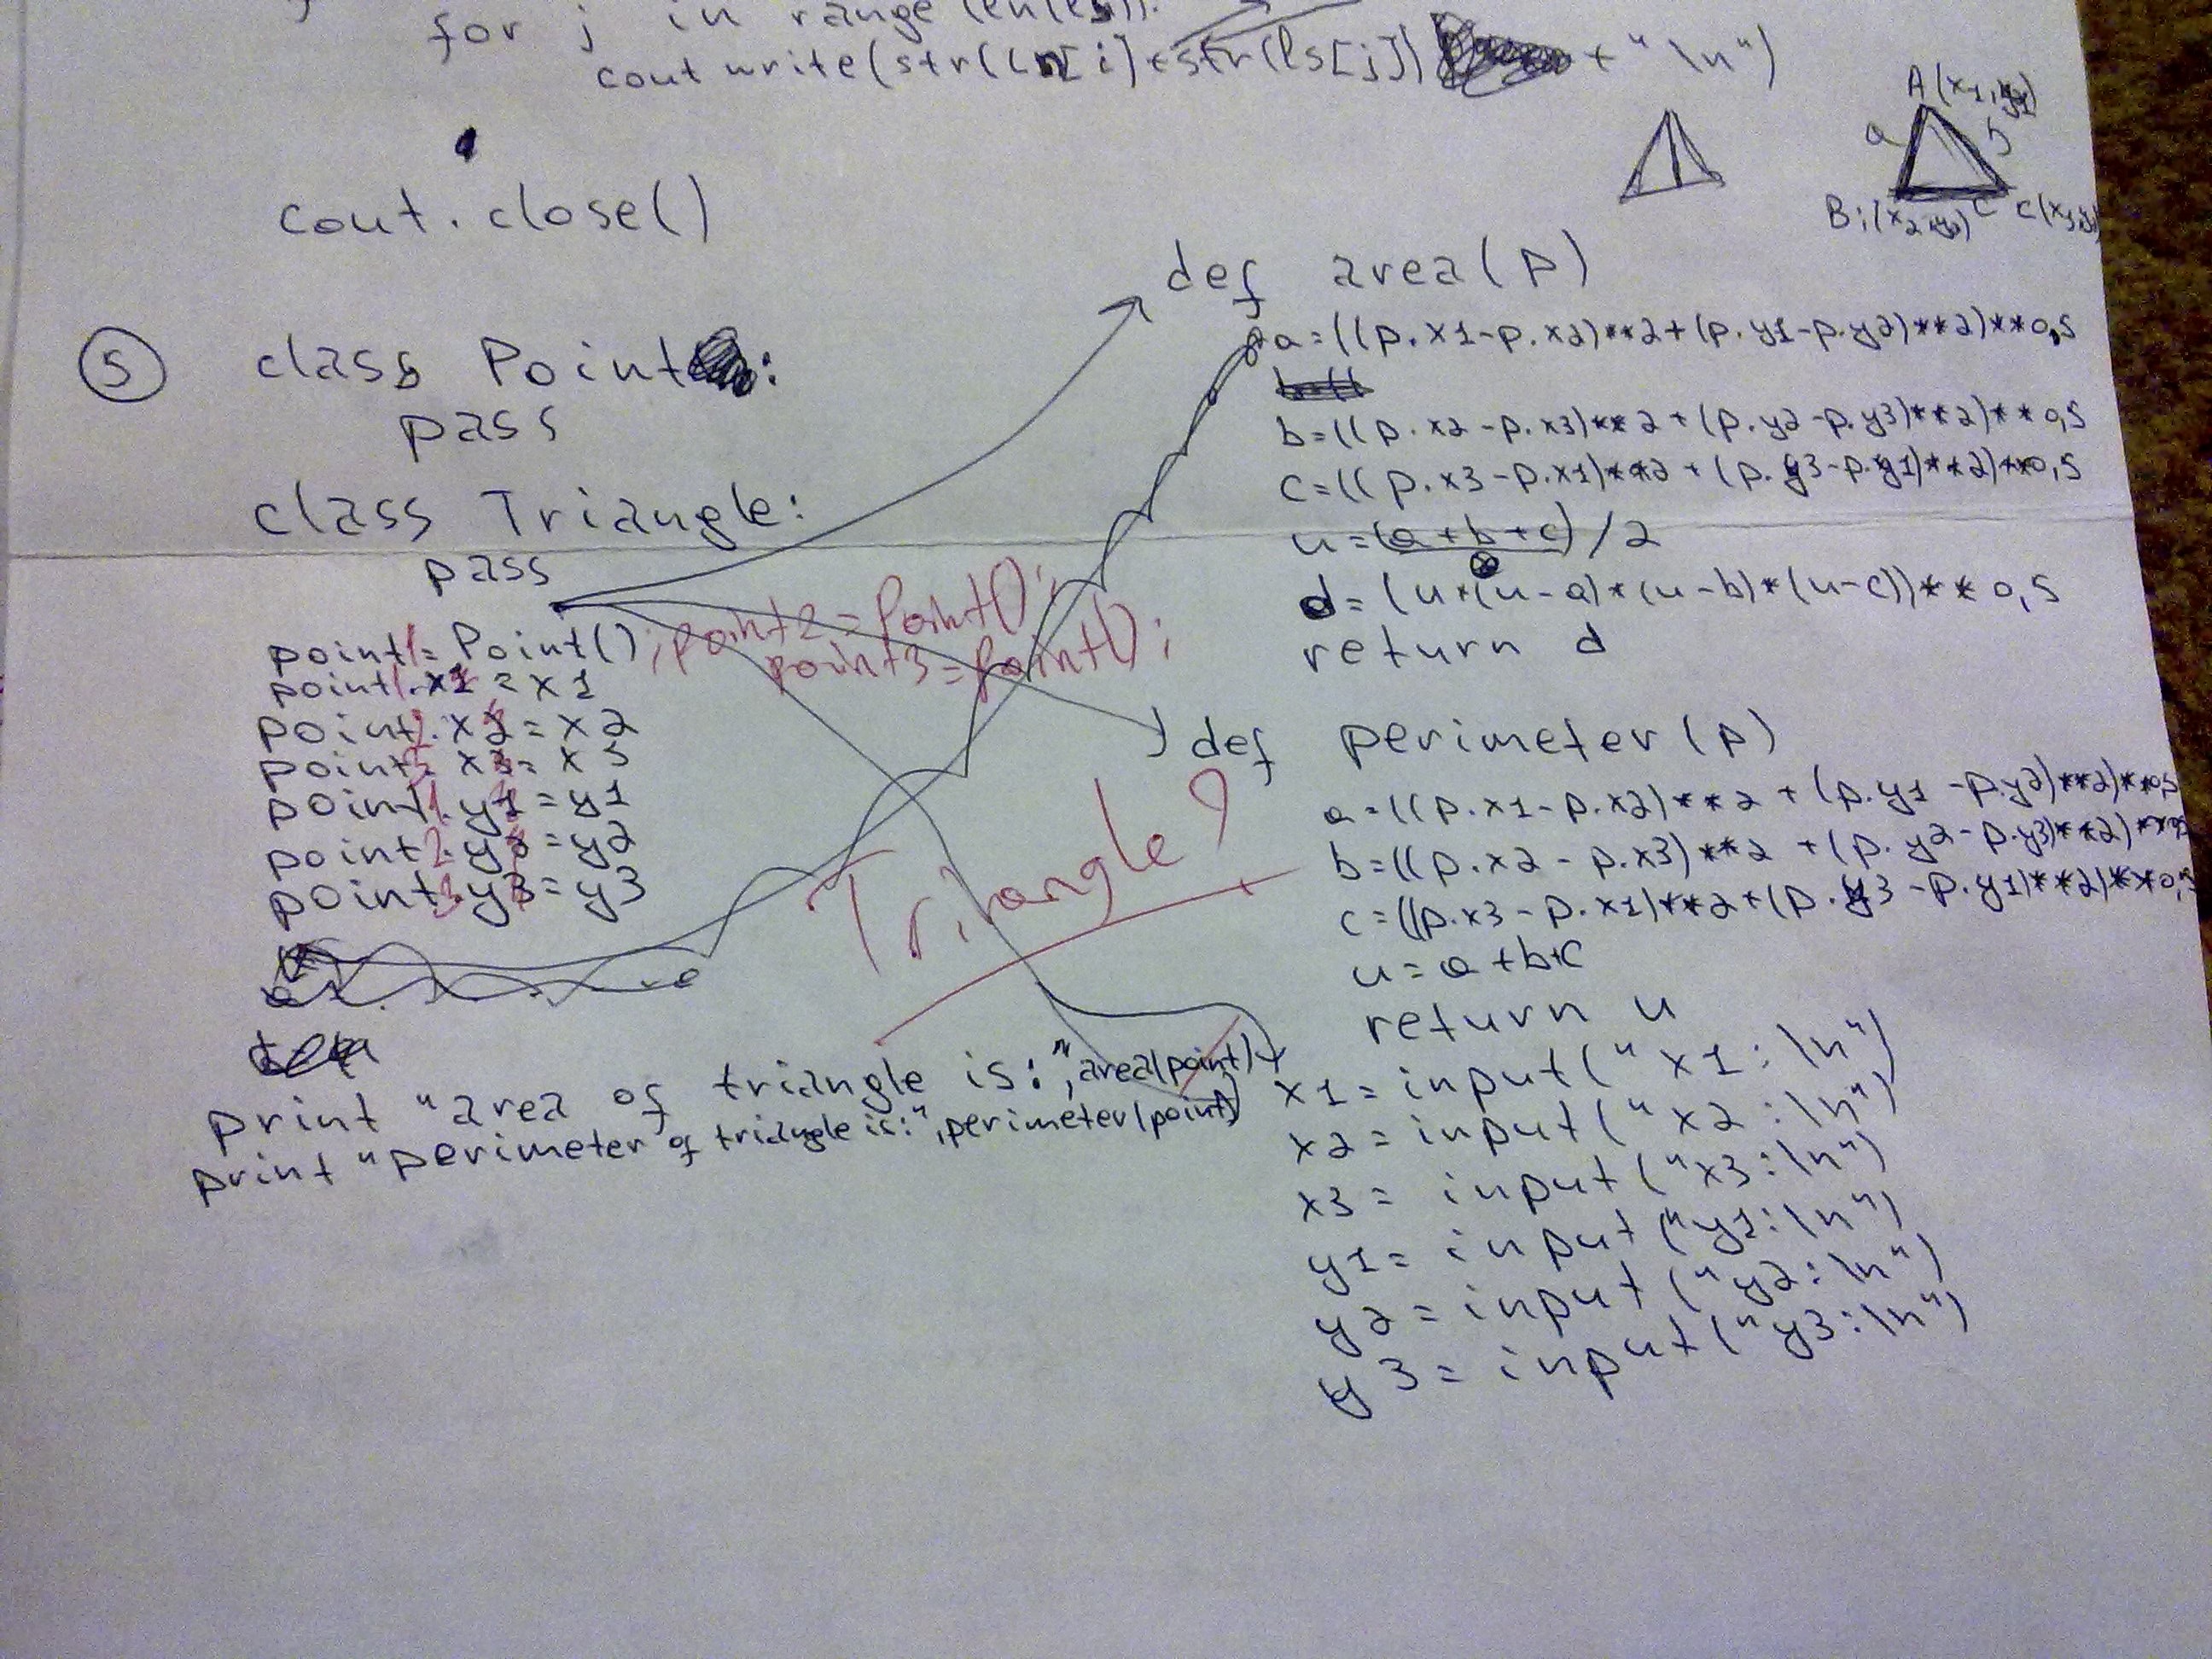 for j in range(len(ls)):
cout write(str(ln[i]+str(ls[j]) + "\n")
cout.close()
A(x1,y1)
a
b
B:(x2,y2) c C(x3,y3)
5 class Point:
pass
class Triangle:
pass
point1 = Point() ; point2 = Point();
point3 = Point();
point1.x1 = x1
point2.x2 = x2
point3.x3 = x3
point1.y1 = y1
point2.y2 = y2
point3.y3 = y3
Triangle?
print "area of triangle is:", area(point)
print "perimeter of triangle is:", perimeter(point)
def area(p)
a=((p.x1-p.x2)**2+(p.y1-p.y2)**2)**0,5
b=((p.x2-p.x3)**2+(p.y2-p.y3)**2)**0,5
c=((p.x3-p.x1)**2+(p.y3-p.y1)**2)**0,5
u=(a+b+c)/2
d=(u*(u-a)*(u-b)*(u-c))**0,5
return d
def perimeter(p)
a=((p.x1-p.x2)**2+(p.y1-p.y2)**2)**0,5
b=((p.x2-p.x3)**2+(p.y2-p.y3)**2)**0,5
c=((p.x3-p.x1)**2+(p.y3-p.y1)**2)**0,5
u=a+b+c
return u
x1= input("x1:\n")
x2= input("x2:\n")
x3= input("x3:\n")
y1= input("y1:\n")
y2= input("y2:\n")
y3= input("y3:\n")